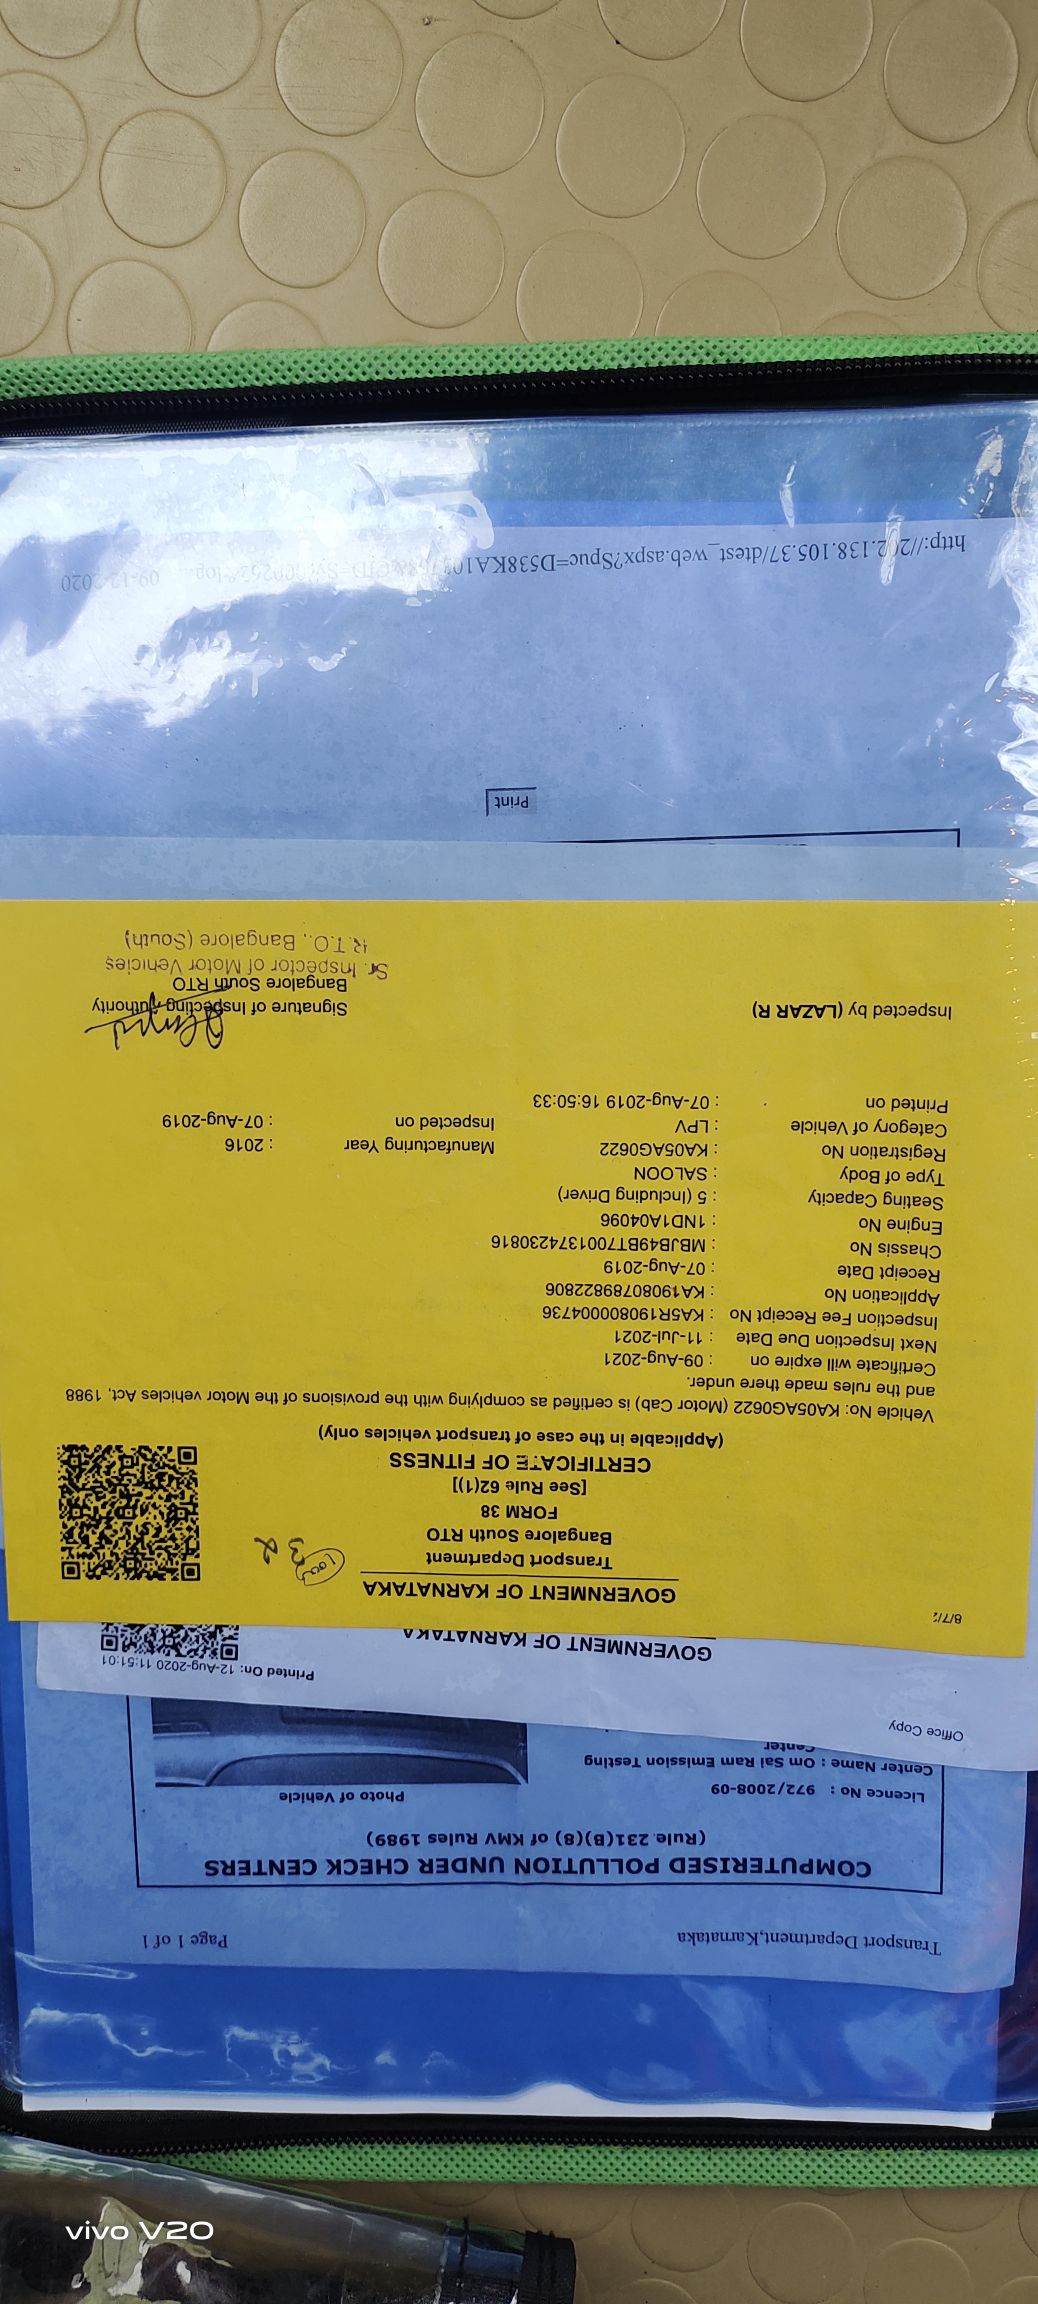 Transport Department,Karnataka Page 1 of 1
COMPUTERISED POLLUTION UNDER CHECK CENTERS
(Rule 231(B)(8) of KMV Rules 1989)
Licence No : 972/2008-09 Photo of Vehicle
Center Name : Om Sai Ram Emission Testing
Center
Office Copy
Printed On: 12-Aug-2020 11:51:01
GOVERNMENT OF KARNATAKA
8/7/2
GOVERNMENT OF KARNATAKA
Transport Department
Bangalore South RTO
FORM 38
[See Rule 62(1)]
CERTIFICATE OF FITNESS
(Applicable in the case of transport vehicles only)
Vehicle No: KA05AG0622 (Motor Cab) is certified as complying with the provisions of the Motor vehicles Act, 1988
and the rules made there under.
Certificate will expire on : 09-Aug-2021
Next Inspection Due Date : 11-Jul-2021
Inspection Fee Receipt No : KA5R190800004736
Application No : KA19080789822806
Receipt Date : 07-Aug-2019
Chassis No : MBJB49BT7001374230816
Engine No : 1ND1A04096
Seating Capacity : 5 (Including Driver)
Type of Body : SALOON
Registration No : KA05AG0622 Manufacturing Year : 2016
Category of Vehicle : LPV Inspected on : 07-Aug-2019
Printed on : 07-Aug-2019 16:50:33
Inspected by (LAZAR R) Signature of Inspecting Authority
Bangalore South RTO
Sr. Inspector of Motor Vehicles
R.T.O., Bangalore (South)
Print
http://202.138.105.37/dtest_web.aspx?Spuc=D538KA10 09-12-2020
vivo V20